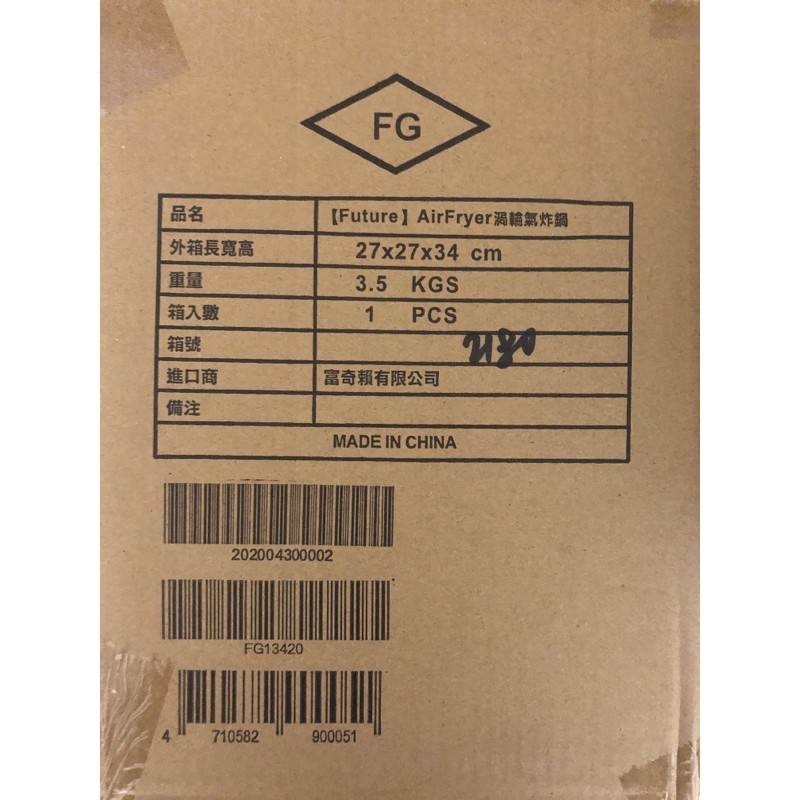 FG
品名 【Future】AirFryer渦輪氣炸鍋
外箱長寬高 27x27x34 cm
重量 3.5 KGS
箱入數 1 PCS
箱號
進口商 富奇賴有限公司
備注
MADE IN CHINA
202004300002
FG13420
4 710582 900051